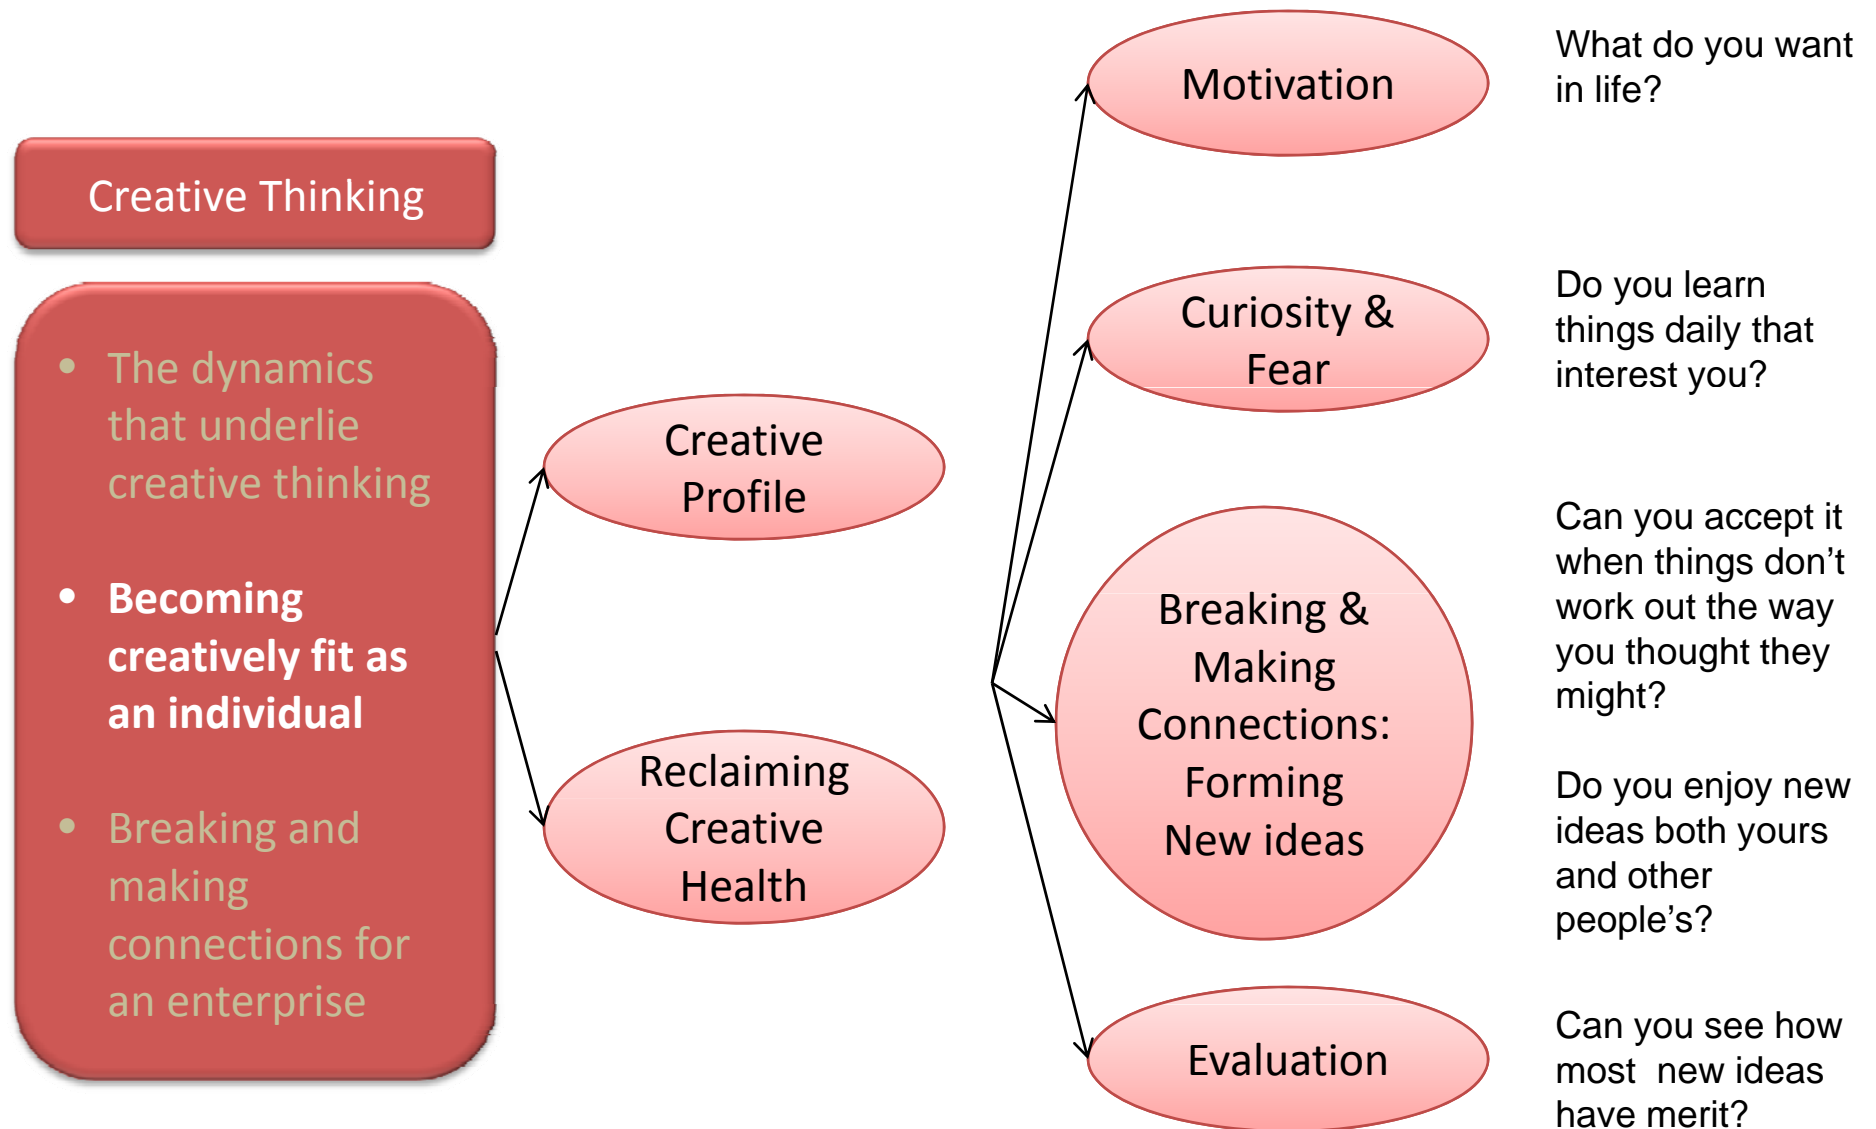 Creative Thinking
• The dynamics
that underlie
creative thinking
• Becoming
creatively fit as
an individual
• Breaking and
making
connections for
an enterprise
Creative
Profile
Reclaiming
Creative
Health
Motivation
Curiosity &
Fear
Breaking &
Making
Connections:
Forming
New ideas
Evaluation
What do you want
in life?
Do you learn
things daily that
interest you?
Can you accept it
when things don’t
work out the way
you thought they
might?
Do you enjoy new
ideas both yours
and other
people’s?
Can you see how
most  new ideas
have merit?